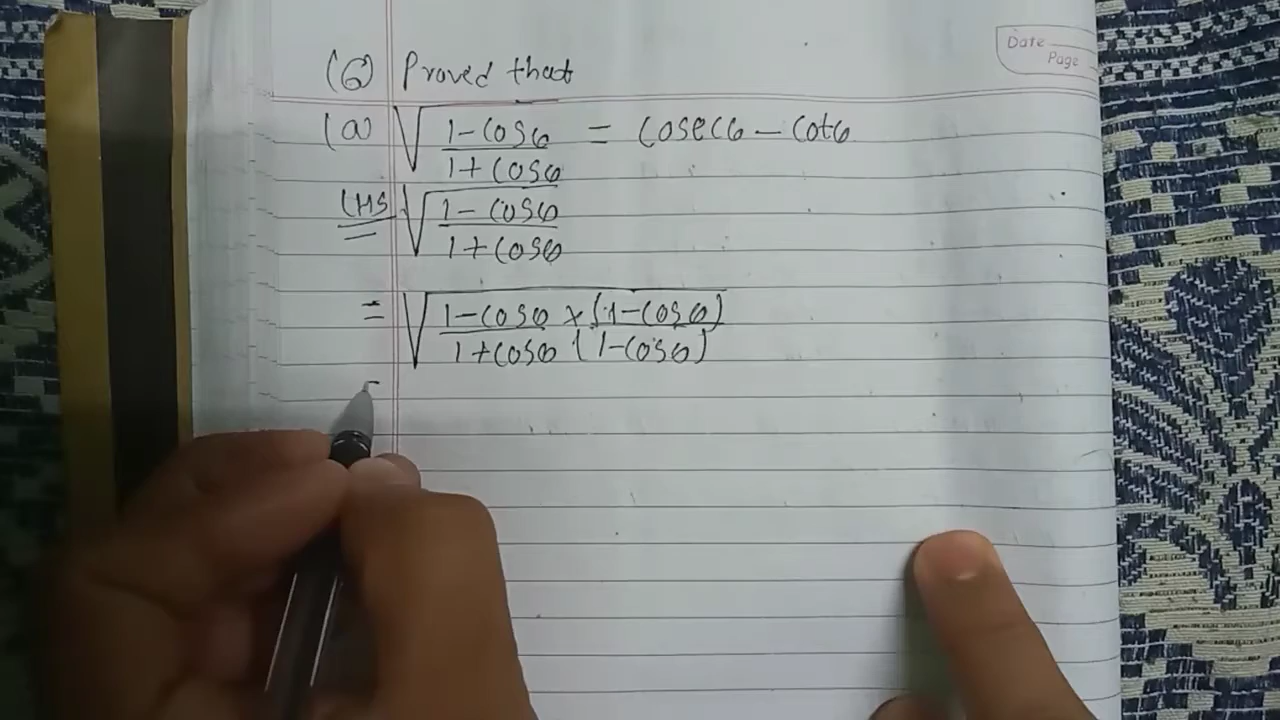 Date
Page
(6) Proved that
(a) √(1-cosθ / 1+cosθ) = cosecθ - cotθ
LHS √(1-cosθ / 1+cosθ)
= √(1-cosθ × (1-cosθ) / 1+cosθ (1-cosθ))